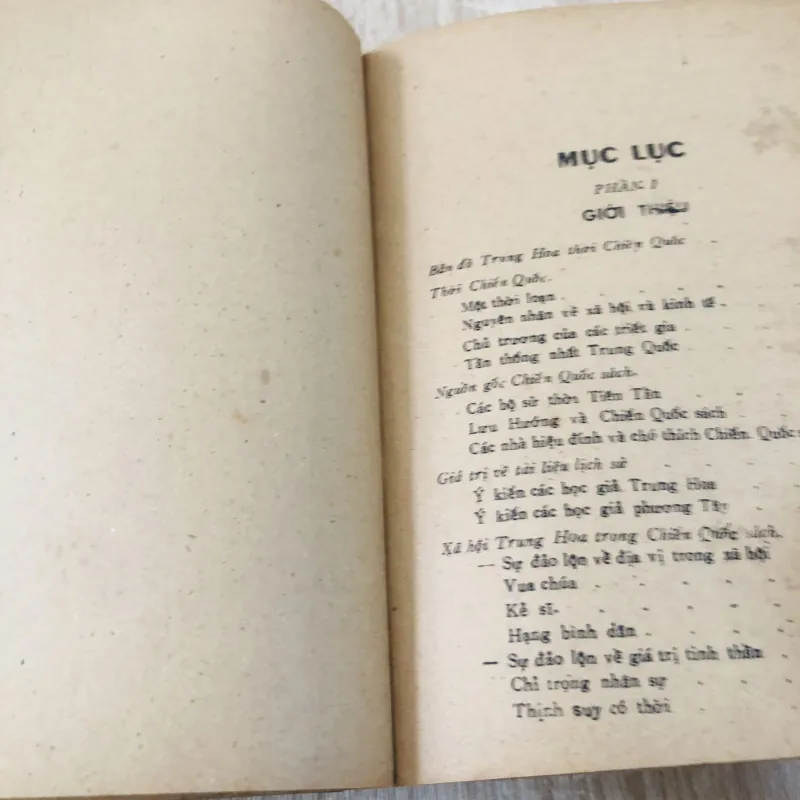 MỤC LỤC
PHẦN I
GIỚI THIỆU
Bản đồ Trung Hoa thời Chiến Quốc
Thời Chiến Quốc.
Một thời loạn
Nguyên nhân về xã hội và kinh tế
Chủ trương của các triết gia
Tần thống nhất Trung Quốc
Nguồn gốc Chiến Quốc sách.
Các bộ sử thời Tiên Tần
Lưu Hướng và Chiến Quốc sách
Các nhà hiệu đính và chú thích Chiến Quốc
Giá trị về tài liệu lịch sử
Ý kiến các học giả Trung Hoa
Ý kiến các học giả phương Tây
Xã hội Trung Hoa trong Chiến Quốc sách.
— Sự đảo lộn về địa vị trong xã hội
Vua chúa
Kẻ sĩ
Hạng bình dân
— Sự đảo lộn về giá trị tinh thần
Chỉ trọng nhân sự
Thịnh suy có thời